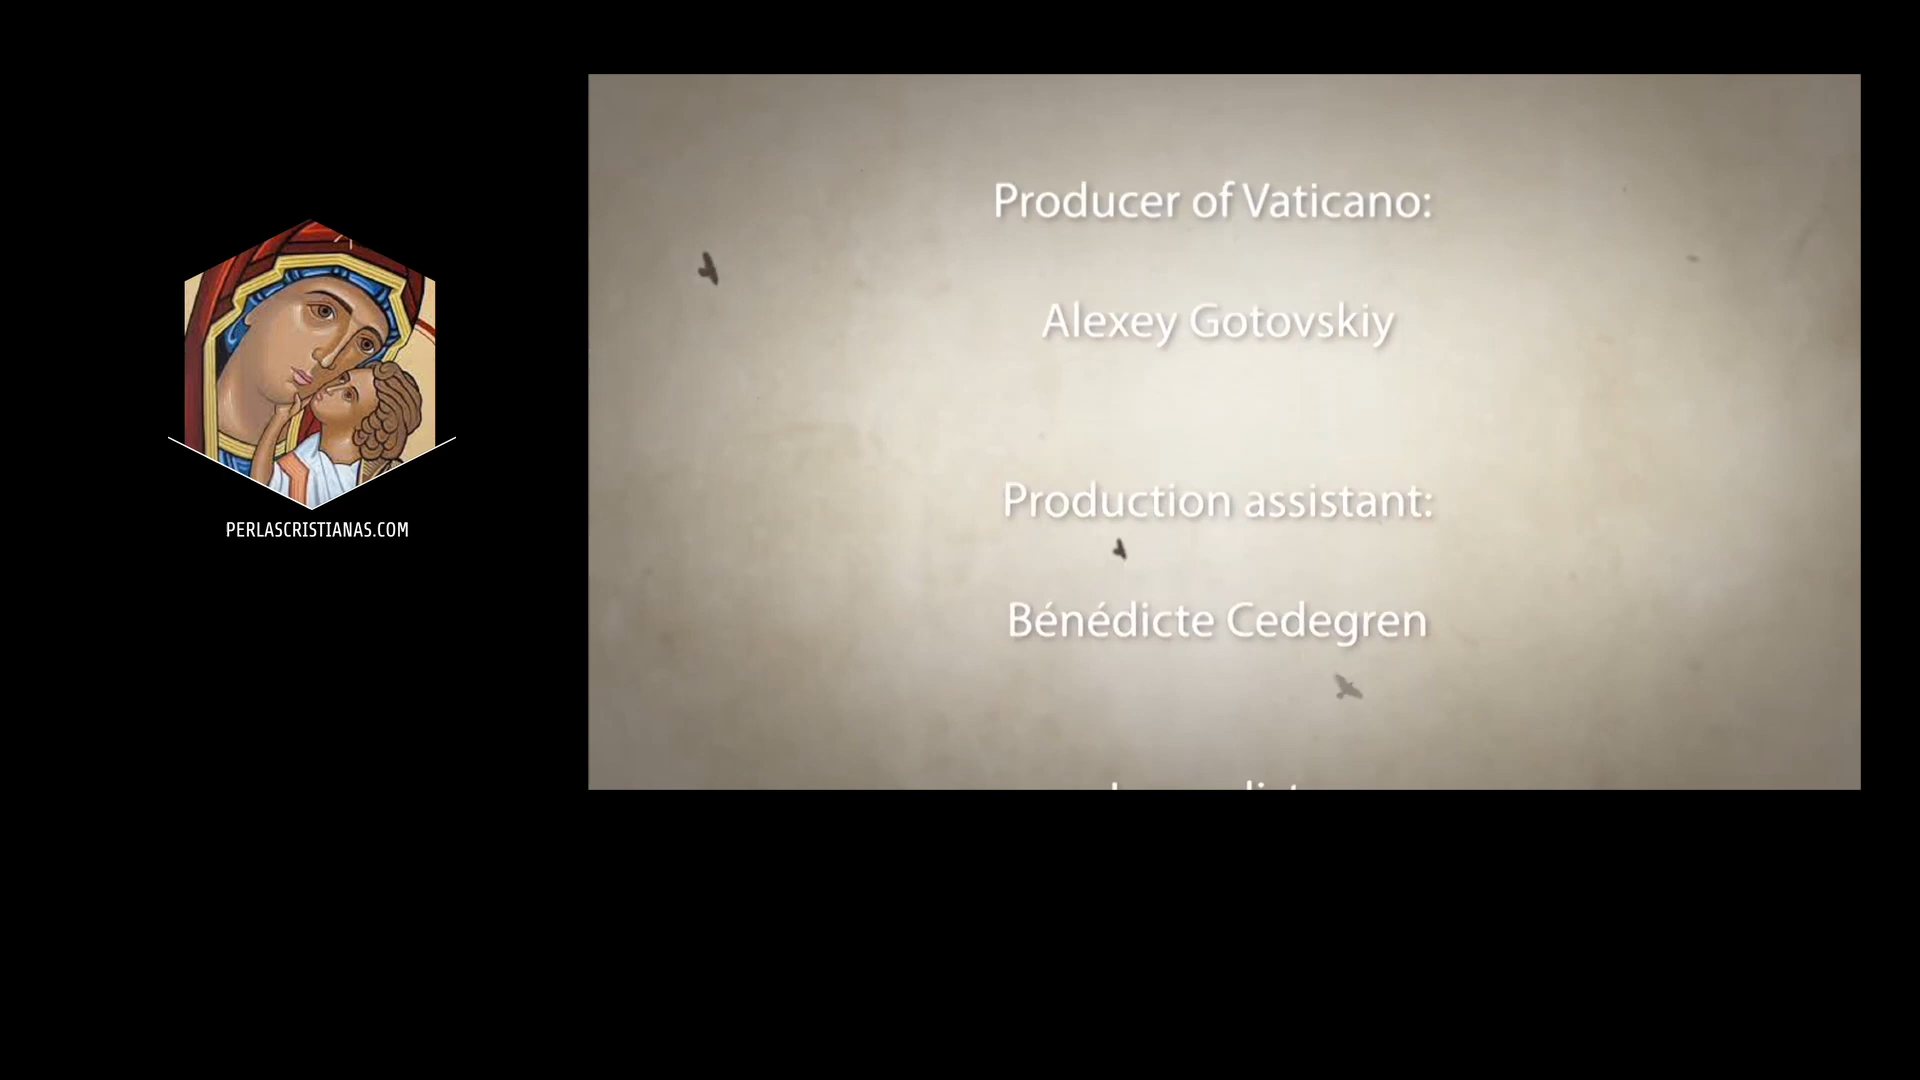 Producer of Vaticano:
Alexey Gotovskiy
Production assistant:
Bénédicte Cedegren
PERLASCRISTIANAS.COM